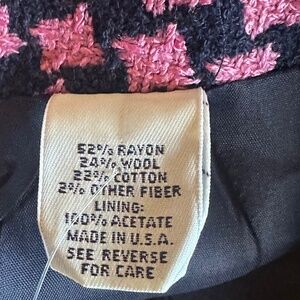 52% RAYON
24% WOOL
22% COTTON
2% OTHER FIBER
LINING:
100% ACETATE
MADE IN U.S.A.
SEE REVERSE
FOR CARE